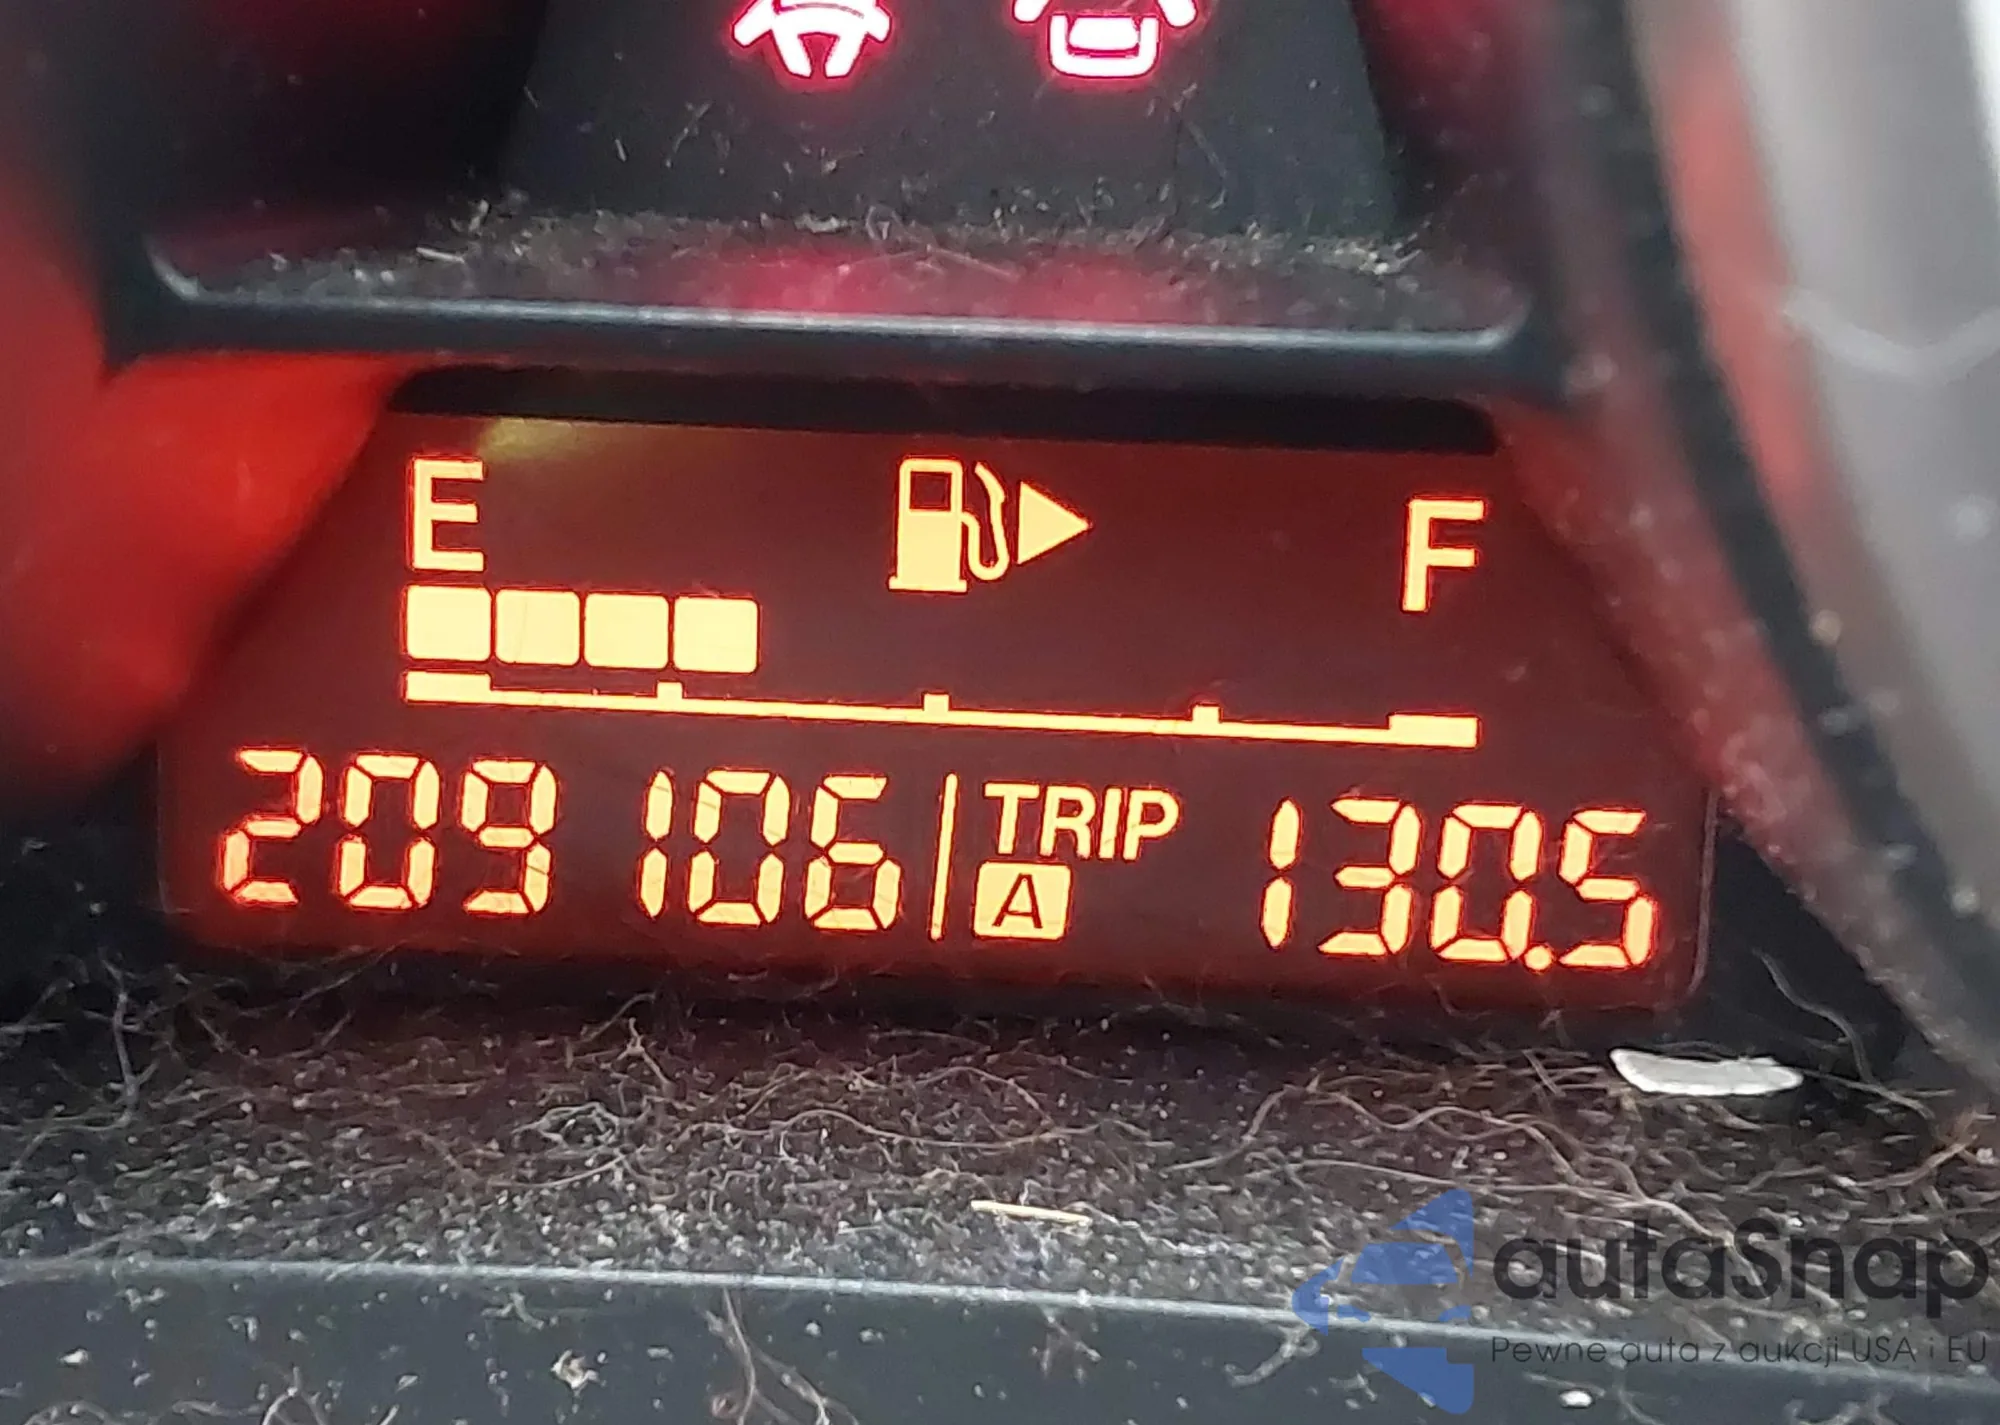 E F
209106 TRIP A 130.5
autaSnap
Pewne auta z aukcji USA i EU